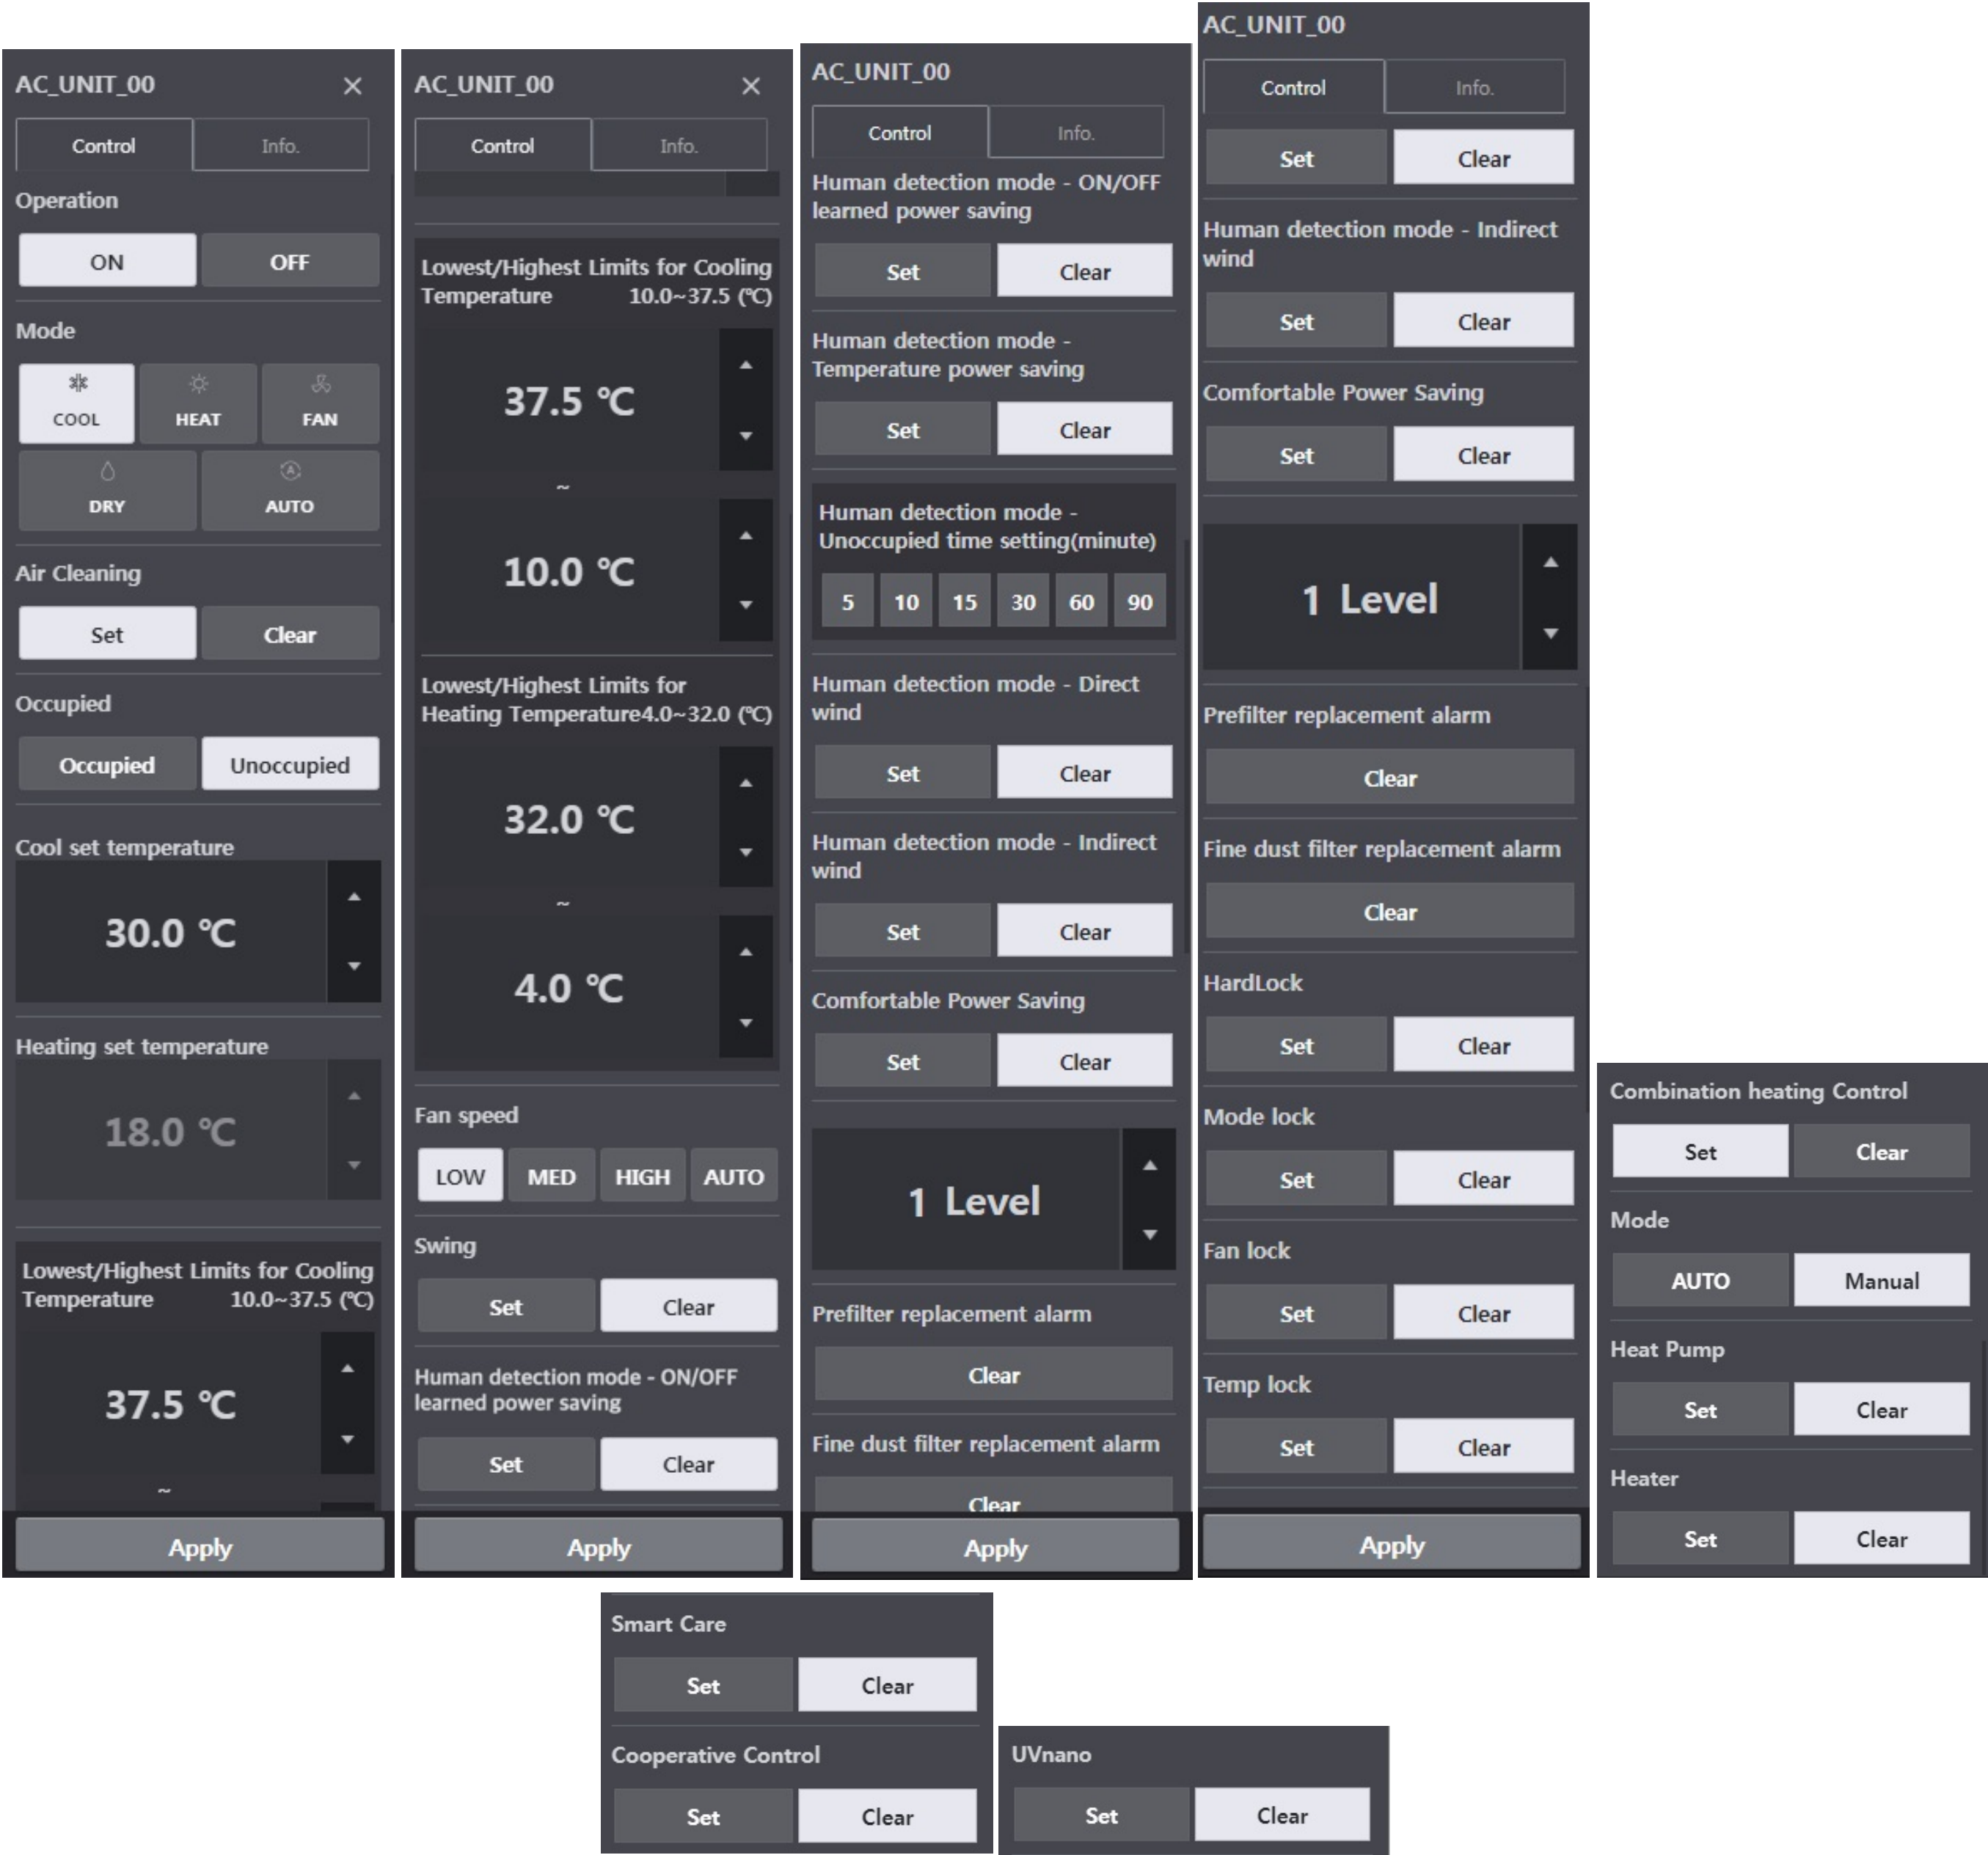 AC_UNIT_00
Control Info.
Operation
ON OFF
Mode
COOL HEAT FAN
DRY AUTO
Air Cleaning
Set Clear
Occupied
Occupied Unoccupied
Cool set temperature
30.0 ℃
Heating set temperature
18.0 ℃
Lowest/Highest Limits for Cooling
Temperature 10.0~37.5 (℃)
37.5 ℃
~
Apply
AC_UNIT_00
Control Info.
Lowest/Highest Limits for Cooling
Temperature 10.0~37.5 (℃)
37.5 ℃
~
10.0 ℃
Lowest/Highest Limits for
Heating Temperature4.0~32.0 (℃)
32.0 ℃
~
4.0 ℃
Fan speed
LOW MED HIGH AUTO
Swing
Set Clear
Human detection mode - ON/OFF
learned power saving
Set Clear
Apply
AC_UNIT_00
Control Info.
Human detection mode - ON/OFF
learned power saving
Set Clear
Human detection mode -
Temperature power saving
Set Clear
Human detection mode -
Unoccupied time setting(minute)
5 10 15 30 60 90
Human detection mode - Direct
wind
Set Clear
Human detection mode - Indirect
wind
Set Clear
Comfortable Power Saving
Set Clear
1 Level
Prefilter replacement alarm
Clear
Fine dust filter replacement alarm
Clear
Apply
AC_UNIT_00
Control Info.
Set Clear
Human detection mode - Indirect
wind
Set Clear
Comfortable Power Saving
Set Clear
1 Level
Prefilter replacement alarm
Clear
Fine dust filter replacement alarm
Clear
HardLock
Set Clear
Mode lock
Set Clear
Fan lock
Set Clear
Temp lock
Set Clear
Apply
Combination heating Control
Set Clear
Mode
AUTO Manual
Heat Pump
Set Clear
Heater
Set Clear
Smart Care
Set Clear
Cooperative Control
Set Clear
UVnano
Set Clear